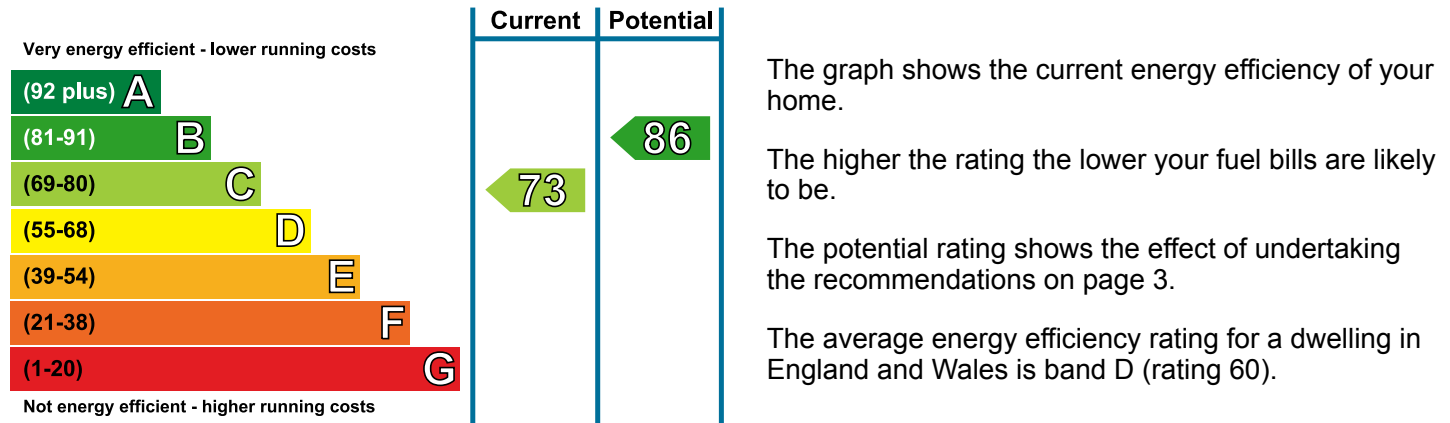 Current Potential
Very energy efficient - lower running costs
(92 plus) A
(81-91) B
86
(69-80) C
73
(55-68) D
(39-54) E
(21-38) F
(1-20) G
Not energy efficient - higher running costs
The graph shows the current energy efficiency of your
home.
The higher the rating the lower your fuel bills are likely
to be.
The potential rating shows the effect of undertaking
the recommendations on page 3.
The average energy efficiency rating for a dwelling in
England and Wales is band D (rating 60).